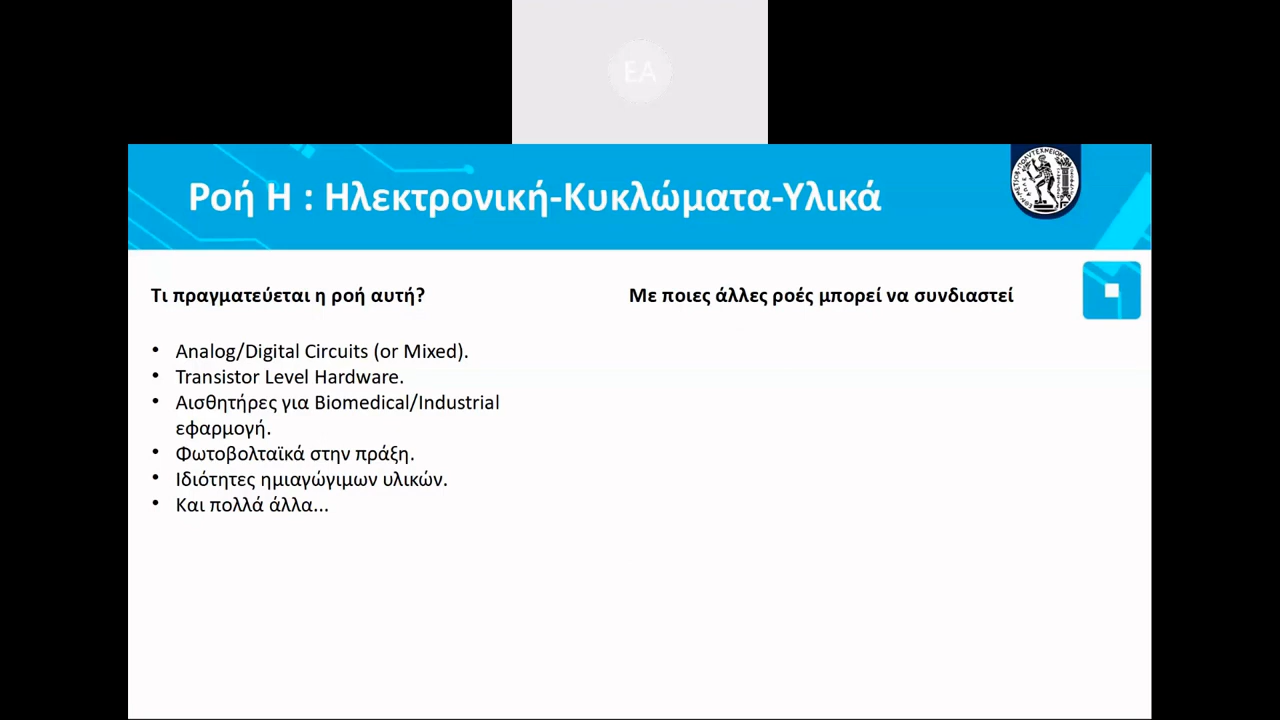 EA
Ροή Η : Ηλεκτρονική-Κυκλώματα-Υλικά
Τι πραγματεύεται η ροή αυτή?
Με ποιες άλλες ροές μπορεί να συνδιαστεί
• Analog/Digital Circuits (or Mixed).
• Transistor Level Hardware.
• Αισθητήρες για Biomedical/Industrial
εφαρμογή.
• Φωτοβολταϊκά στην πράξη.
• Ιδιότητες ημιαγώγιμων υλικών.
• Και πολλά άλλα...